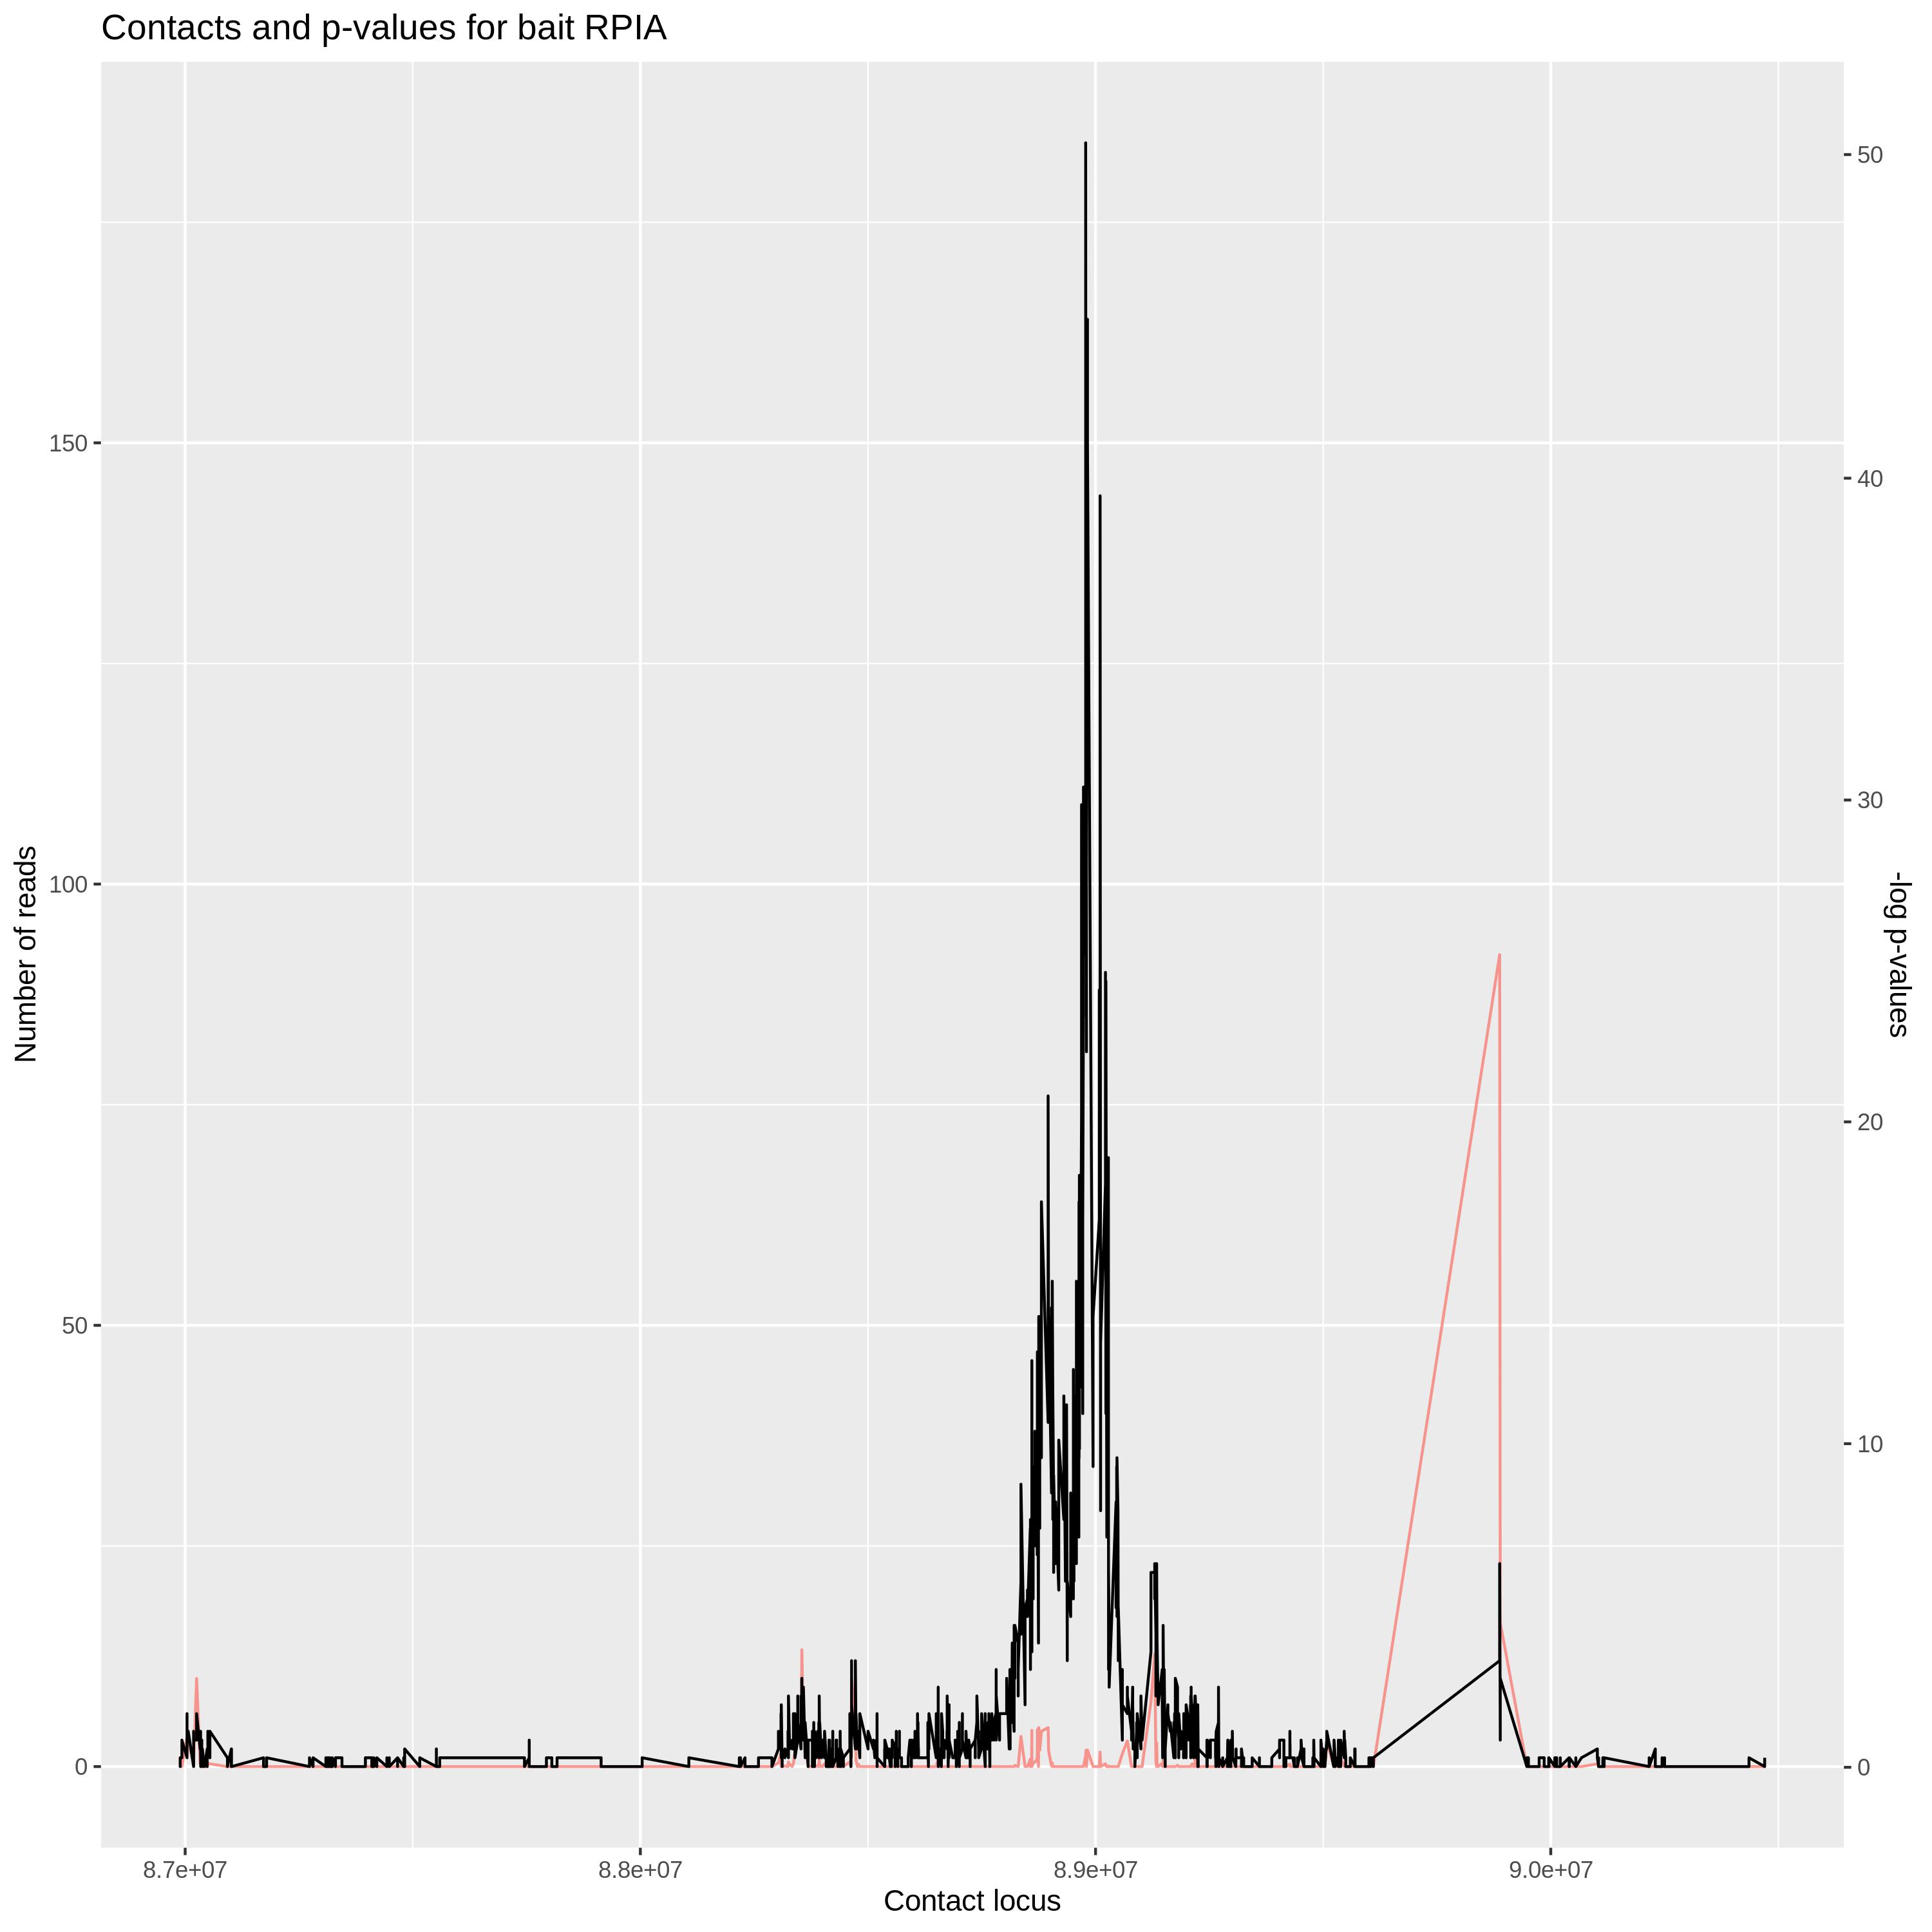 Contacts and p-values for bait RPIA
Number of reads
150
100
50
0
50
40
30
20
10
0
-log p-values
8.7e+07 8.8e+07 8.9e+07 9.0e+07
Contact locus